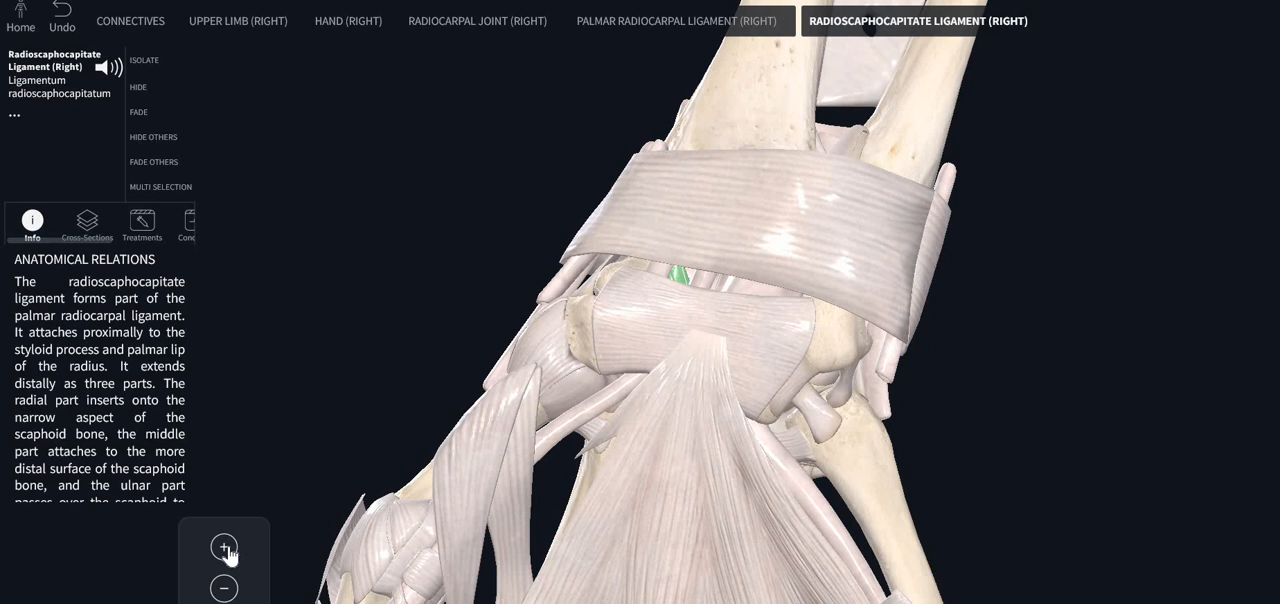 Home
Undo
CONNECTIVES
UPPER LIMB (RIGHT)
HAND (RIGHT)
RADIOCARPAL JOINT (RIGHT)
PALMAR RADIOCARPAL LIGAMENT (RIGHT)
RADIOSCAPHOCAPITATE LIGAMENT (RIGHT)
Radioscaphocapitate
Ligament (Right)
Ligamentum
radioscaphocapitatum
...
ISOLATE
HIDE
FADE
HIDE OTHERS
FADE OTHERS
MULTI SELECTION
Info
Cross-Sections
Treatments
ANATOMICAL RELATIONS
The radioscaphocapitate
ligament forms part of the
palmar radiocarpal ligament.
It attaches proximally to the
styloid process and palmar lip
of the radius. It extends
distally as three parts. The
radial part inserts onto the
narrow aspect of the
scaphoid bone, the middle
part attaches to the more
distal surface of the scaphoid
bone, and the ulnar part
passes over the scaphoid to